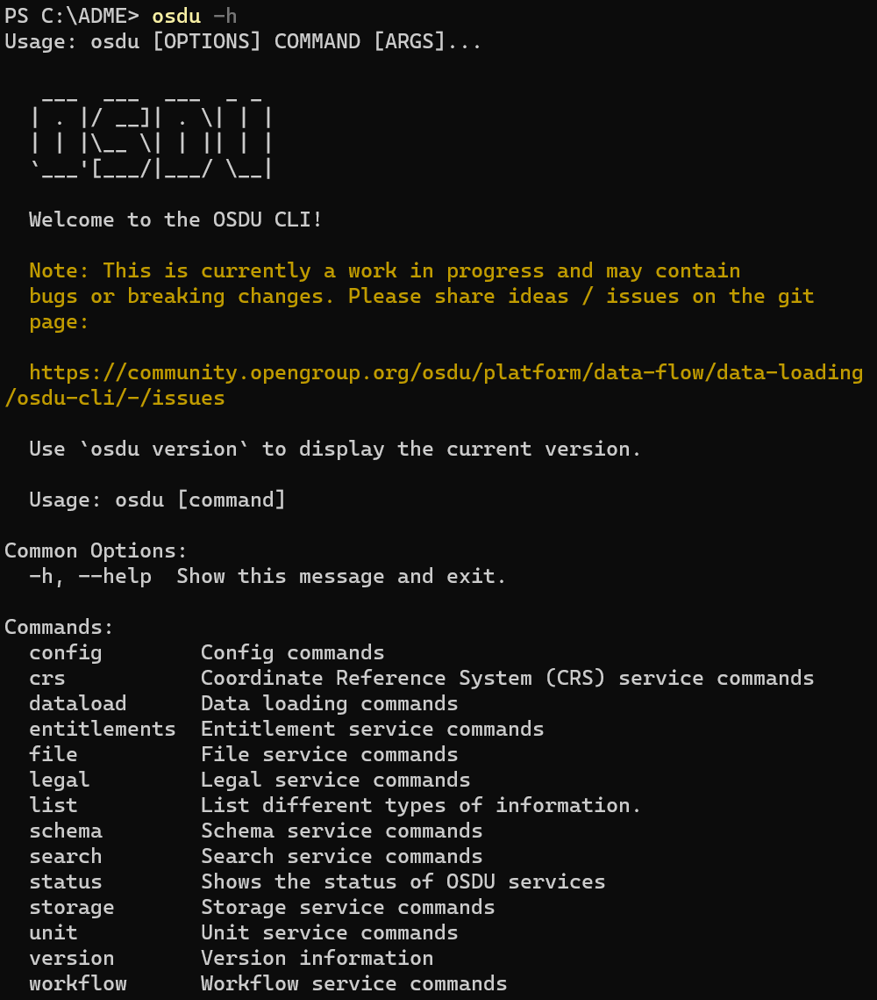 PS C:\ADME> osdu -h
Usage: osdu [OPTIONS] COMMAND [ARGS]...
 ___  ___  ___  _ _
| . |/ __]| . \| | |
| | |\__ \| | || | |
`___'[___/|___/ \__|
Welcome to the OSDU CLI!
Note: This is currently a work in progress and may contain
bugs or breaking changes. Please share ideas / issues on the git
page:
https://community.opengroup.org/osdu/platform/data-flow/data-loading
/osdu-cli/-/issues
Use `osdu version` to display the current version.
Usage: osdu [command]
Common Options:
-h, --help  Show this message and exit.
Commands:
config        Config commands
crs           Coordinate Reference System (CRS) service commands
dataload      Data loading commands
entitlements  Entitlement service commands
file          File service commands
legal         Legal service commands
list          List different types of information.
schema        Schema service commands
search        Search service commands
status        Shows the status of OSDU services
storage       Storage service commands
unit          Unit service commands
version       Version information
workflow      Workflow service commands